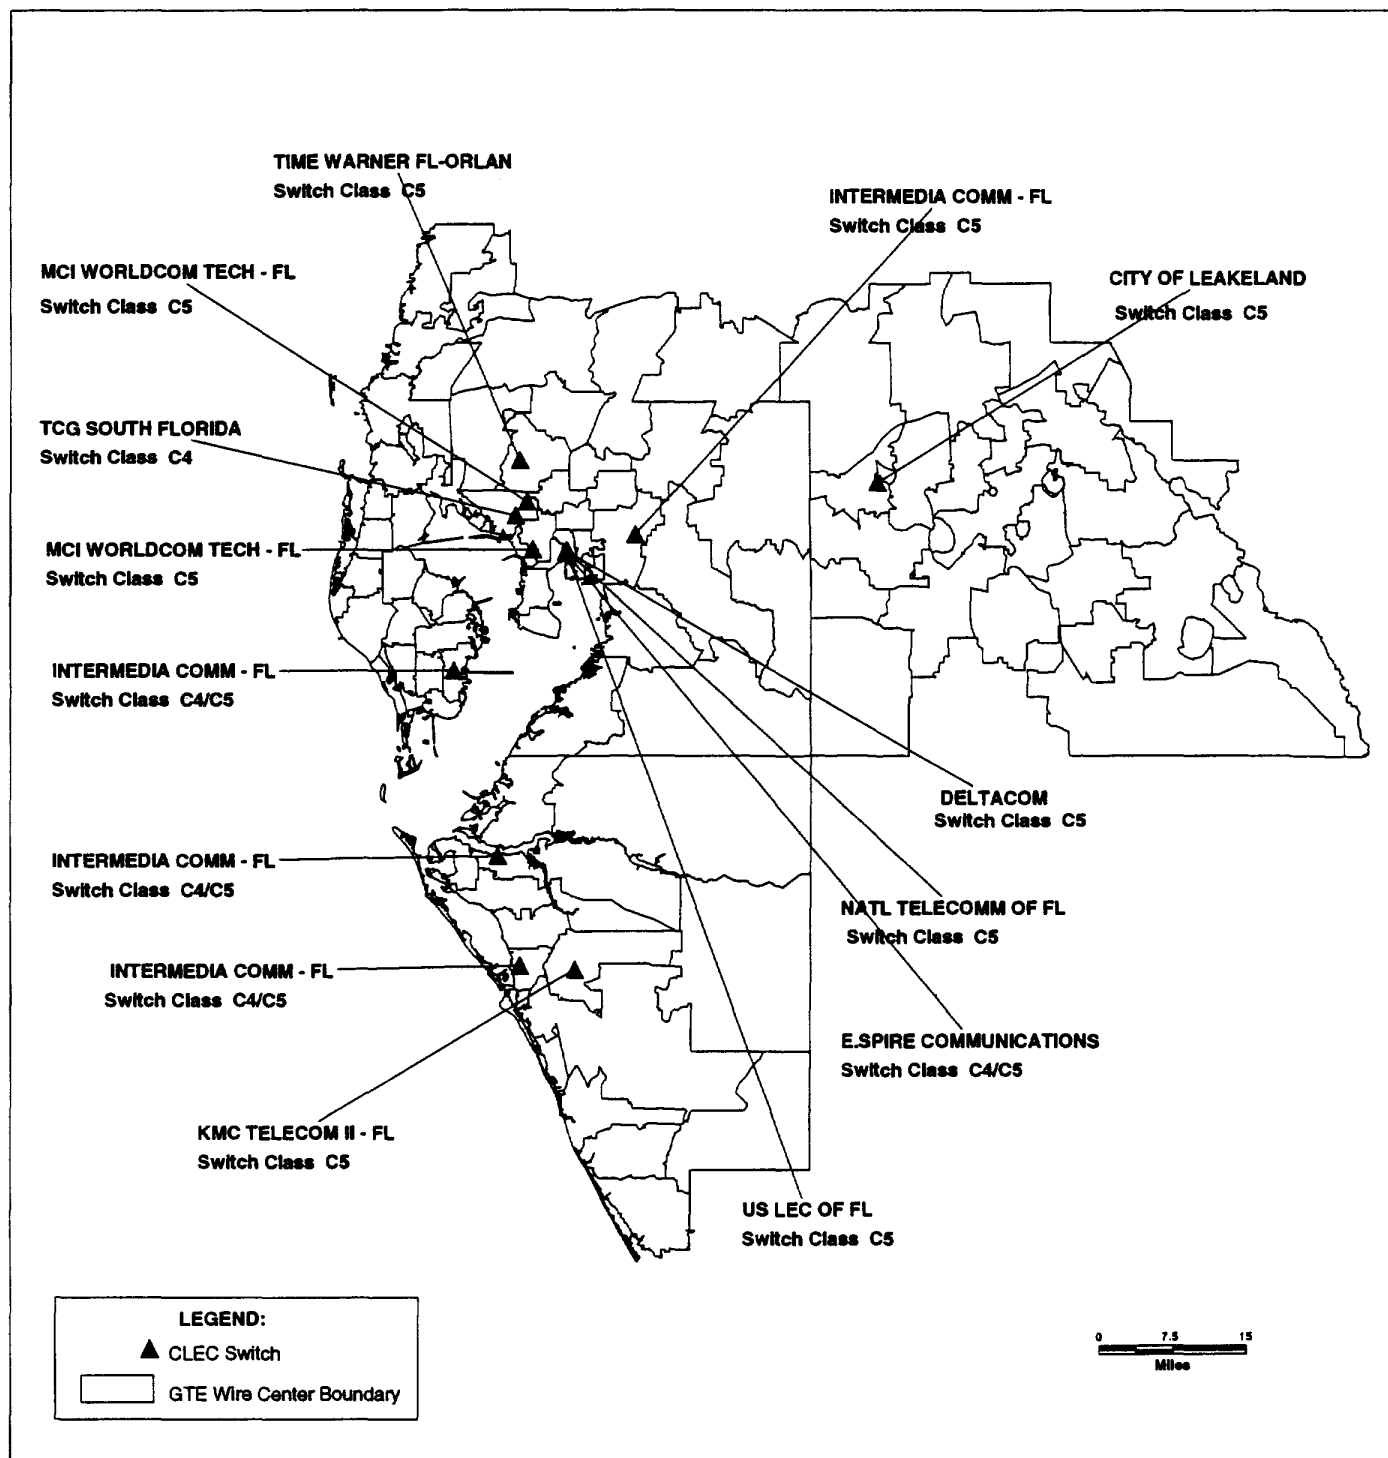 TIME WARNER FL-ORLAN
Switch Class C5
INTERMEDIA COMM - FL
Switch Class C5
MCI WORLDCOM TECH - FL
Switch Class C5
CITY OF LEAKELAND
Switch Class C5
TCG SOUTH FLORIDA
Switch Class C4
MCI WORLDCOM TECH - FL
Switch Class C5
INTERMEDIA COMM - FL
Switch Class C4/C5
DELTACOM
Switch Class C5
INTERMEDIA COMM - FL
Switch Class C4/C5
NATL TELECOMM OF FL
Switch Class C5
INTERMEDIA COMM - FL
Switch Class C4/C5
E.SPIRE COMMUNICATIONS
Switch Class C4/C5
KMC TELECOM II - FL
Switch Class C5
US LEC OF FL
Switch Class C5
LEGEND:
CLEC Switch
GTE Wire Center Boundary
0 7.5 15
Miles